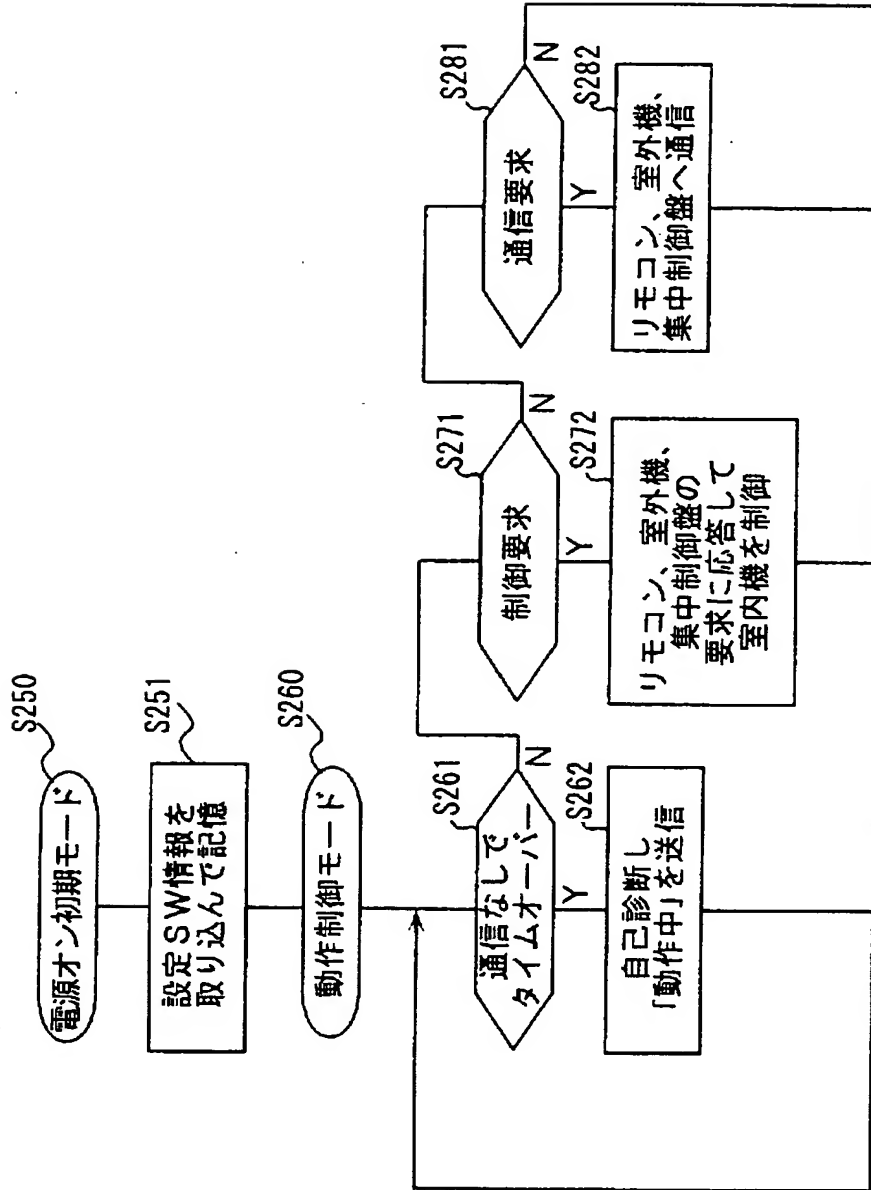 電源オン初期モード
S250
設定SW情報を
取り込んで記憶
S251
動作制御モード
S260
通信なしで
タイムオーバー
S261
N
Y
自己診断し
「動作中」を送信
S262
制御要求
S271
N
Y
リモコン、室外機、
集中制御盤の
要求に応答して
室内機を制御
S272
通信要求
S281
N
Y
リモコン、室外機、
集中制御盤へ通信
S282